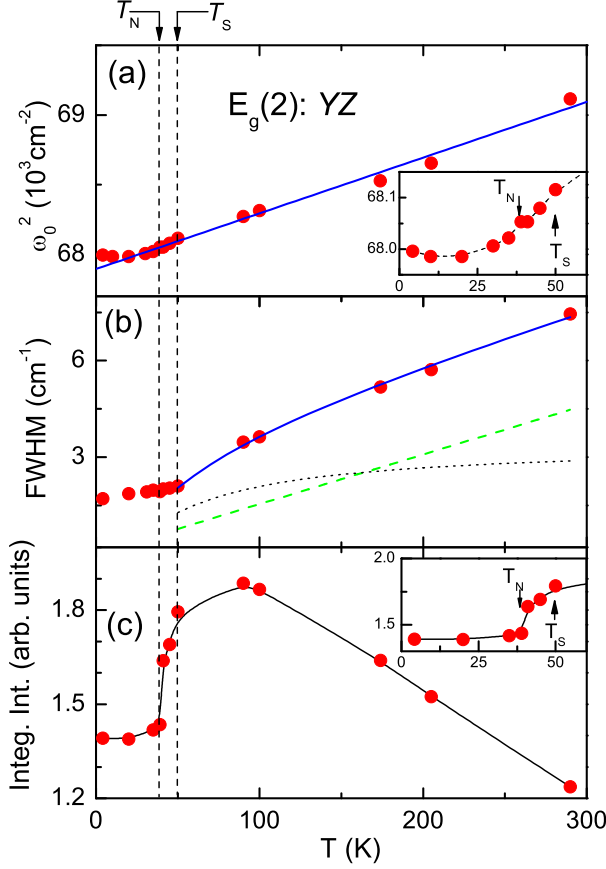 T_N T_S
(a)
E_g(2): YZ
ω_0^2 (10^3cm^-2)
69
68
68.1
68.0
T_N
T_S
0 25 50
(b)
FWHM (cm^-1)
6
3
(c)
Integ. Int. (arb. units)
1.8
1.5
1.2
2.0
1.5
T_N
T_S
0 25 50
0 100 200 300
T (K)